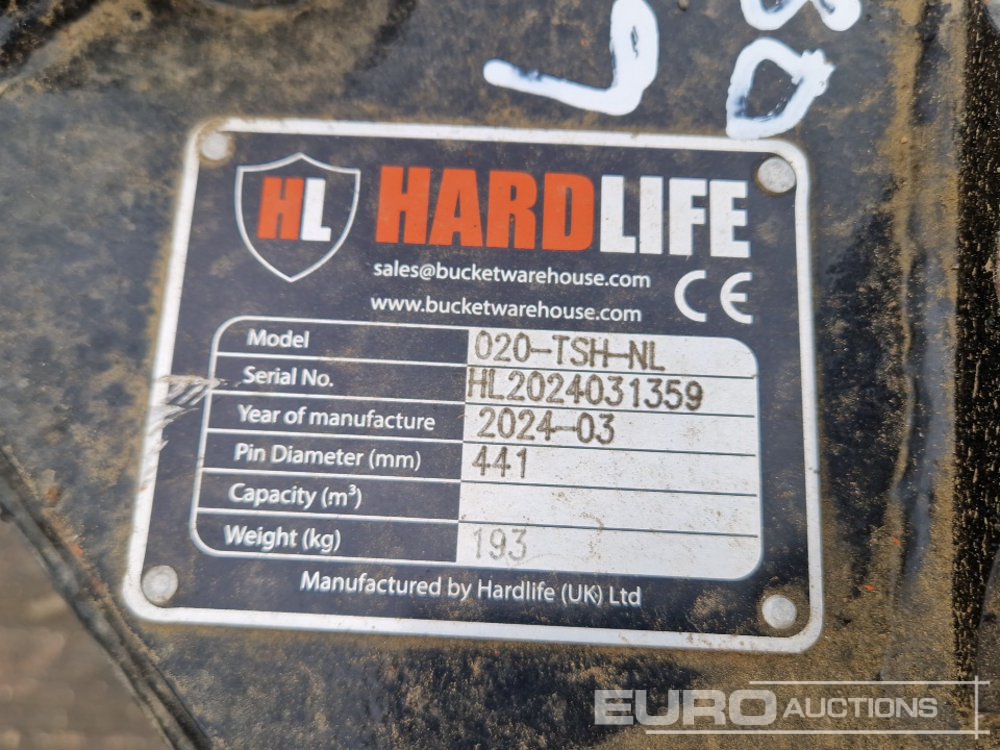 HL HARDLIFE
sales@bucketwarehouse.com
www.bucketwarehouse.com
CE
Model 020-TSH-NL
Serial No. HL2024031359
Year of manufacture 2024-03
Pin Diameter (mm) 441
Capacity (m³)
Weight (kg) 193
Manufactured by Hardlife (UK) Ltd
EURO AUCTIONS